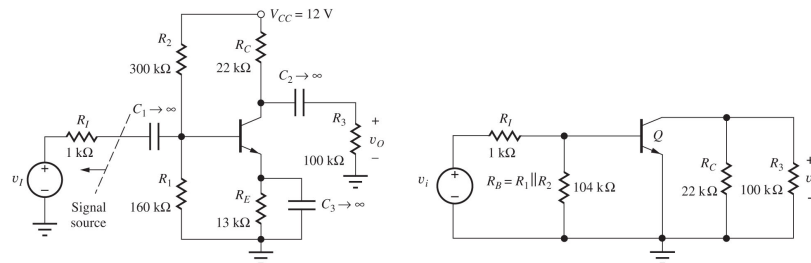 V_CC = 12 V
R_2
300 kΩ
R_C
22 kΩ
C_2 → ∞
C_1 → ∞
R_I
1 kΩ
R_3
100 kΩ
+
v_O
−
v_I
+
−
Signal
source
R_1
160 kΩ
R_E
13 kΩ
C_3 → ∞
R_I
1 kΩ
Q
v_i
+
−
R_B = R_1 || R_2
104 kΩ
R_C
22 kΩ
R_3
100 kΩ